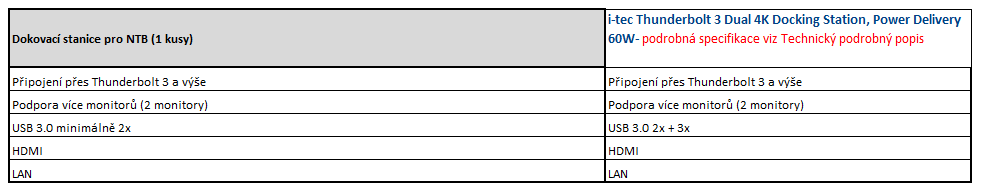 Dokovací stanice pro NTB (1 kusy)
i-tec Thunderbolt 3 Dual 4K Docking Station, Power Delivery
60W- podrobná specifikace viz Technický podrobný popis
Připojení přes Thunderbolt 3 a výše
Připojení přes Thunderbolt 3 a výše
Podpora více monitorů (2 monitory)
Podpora více monitorů (2 monitory)
USB 3.0 minimálně 2x
USB 3.0 2x + 3x
HDMI
HDMI
LAN
LAN